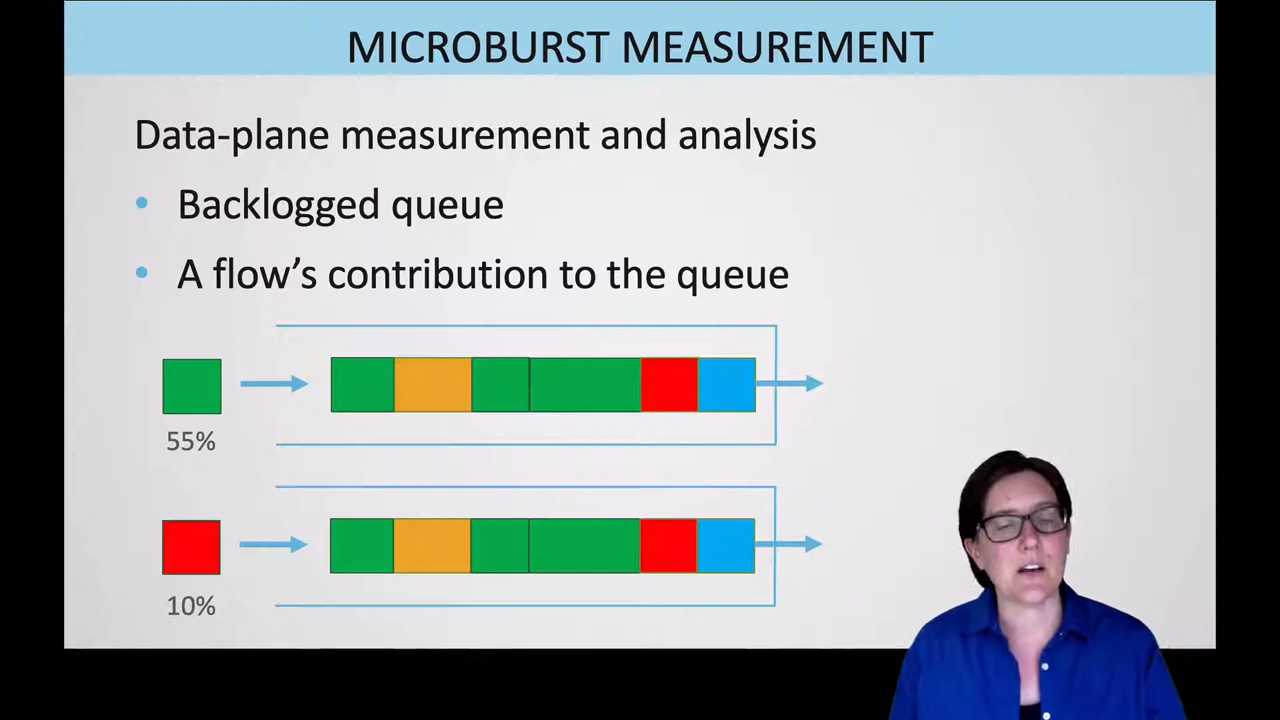 MICROBURST MEASUREMENT
Data-plane measurement and analysis
• Backlogged queue
• A flow’s contribution to the queue
55%
10%